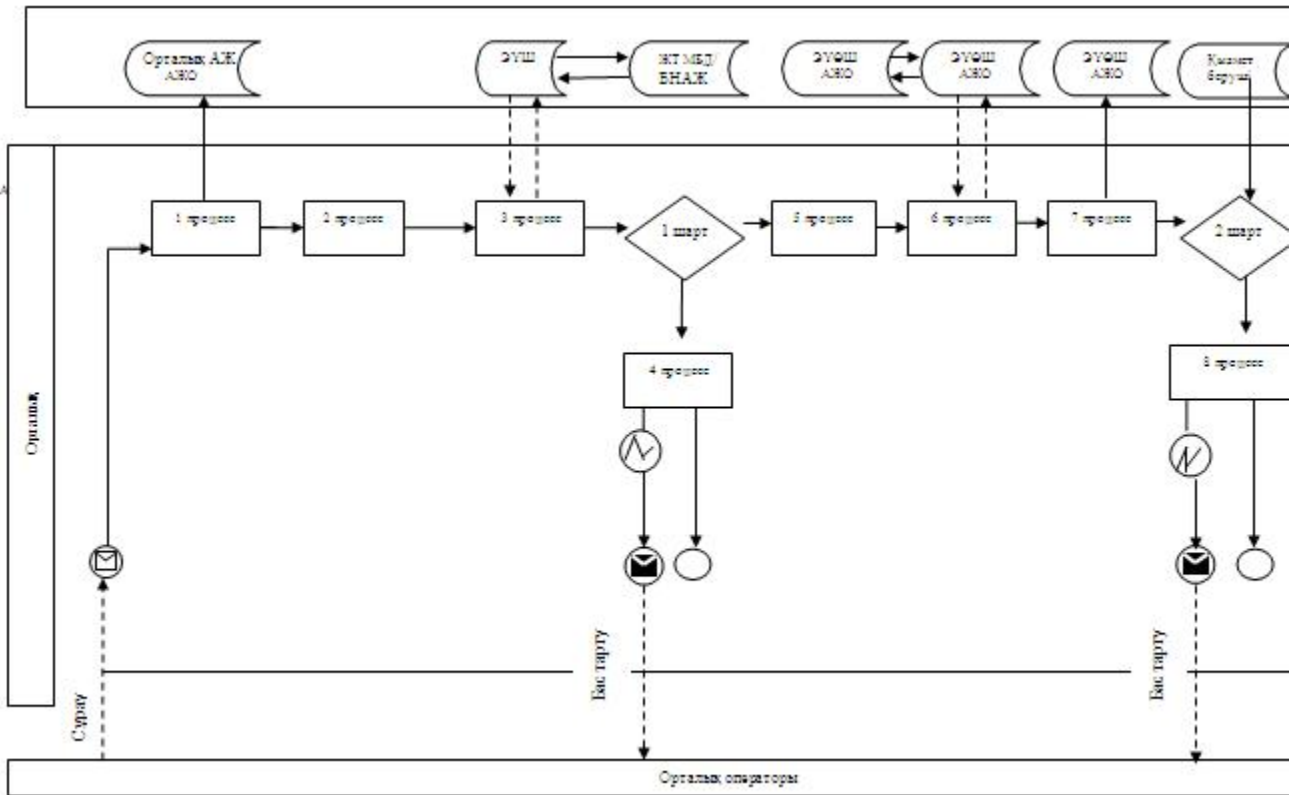 Орталық АЖ
АЖО
ЭҮШ
ЖТ МБД/
БНАЖ
ЭҮӨШ
АЖО
ЭҮӨШ
АЖО
ЭҮӨШ
АЖО
Қызмет
беруші
А
1 процесс
2 процесс
3 процесс
1 шарт
5 процесс
6 процесс
7 процесс
2 шарт
4 процесс
8 процесс
Орталық
Сұрау
Бас тарту
Бас тарту
Орталық операторы